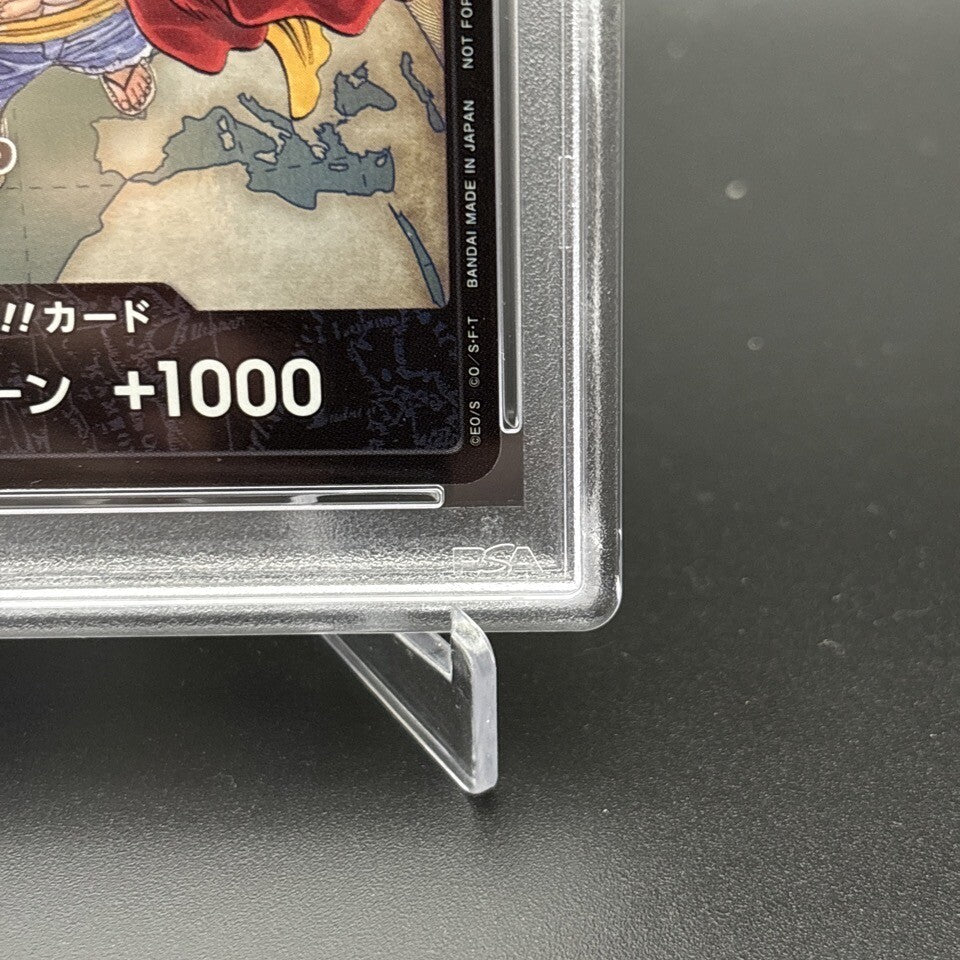 !! カード
ーン +1000
©EO/S ©O/S·F·T BANDAI MADE IN JAPAN NOT FOR
PSA